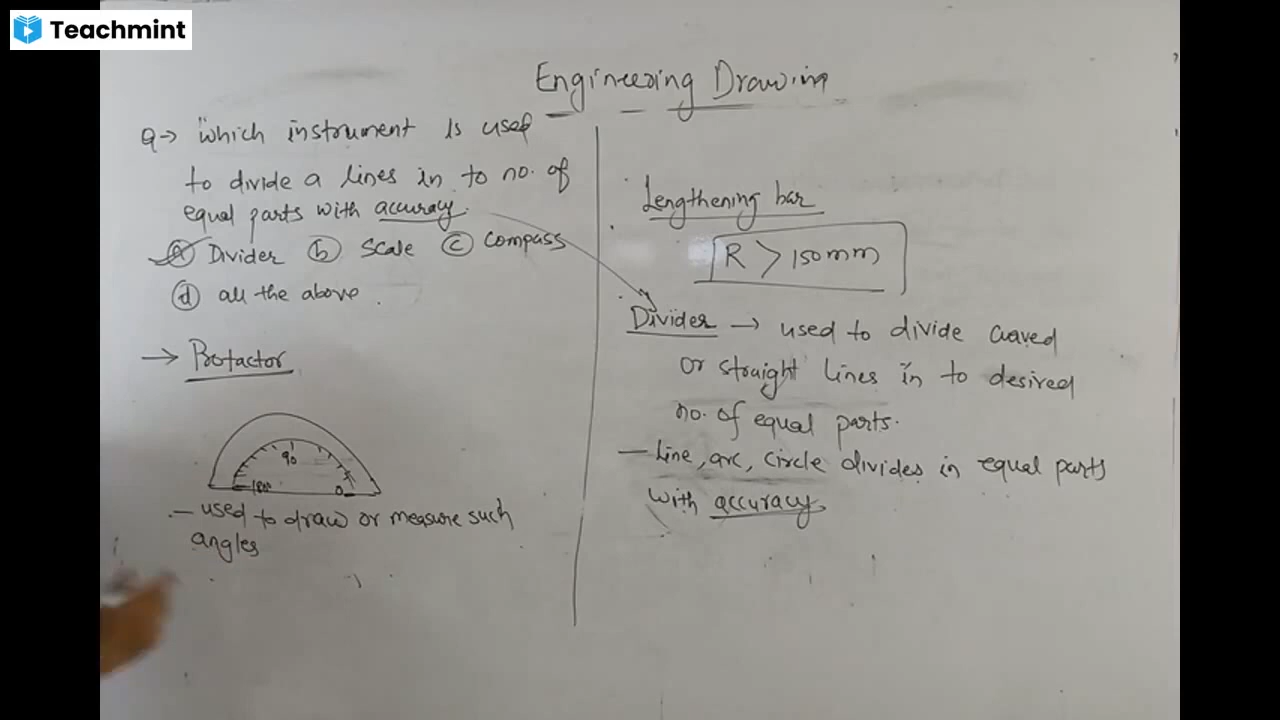 Teachmint
Engineering Drawing
Q→ Which instrument is used
to divide a lines in to no. of
equal parts with accuracy.
(a) Divider (b) Scale (c) Compass
(d) all the above.
→ Protactor
90
180 0
– used to draw or measure such
angles
Lengthening bar
R > 150mm
Divider → used to divide curved
or straight lines in to desired
no. of equal parts.
– Line, arc, circle divides in equal parts
with accuracy.